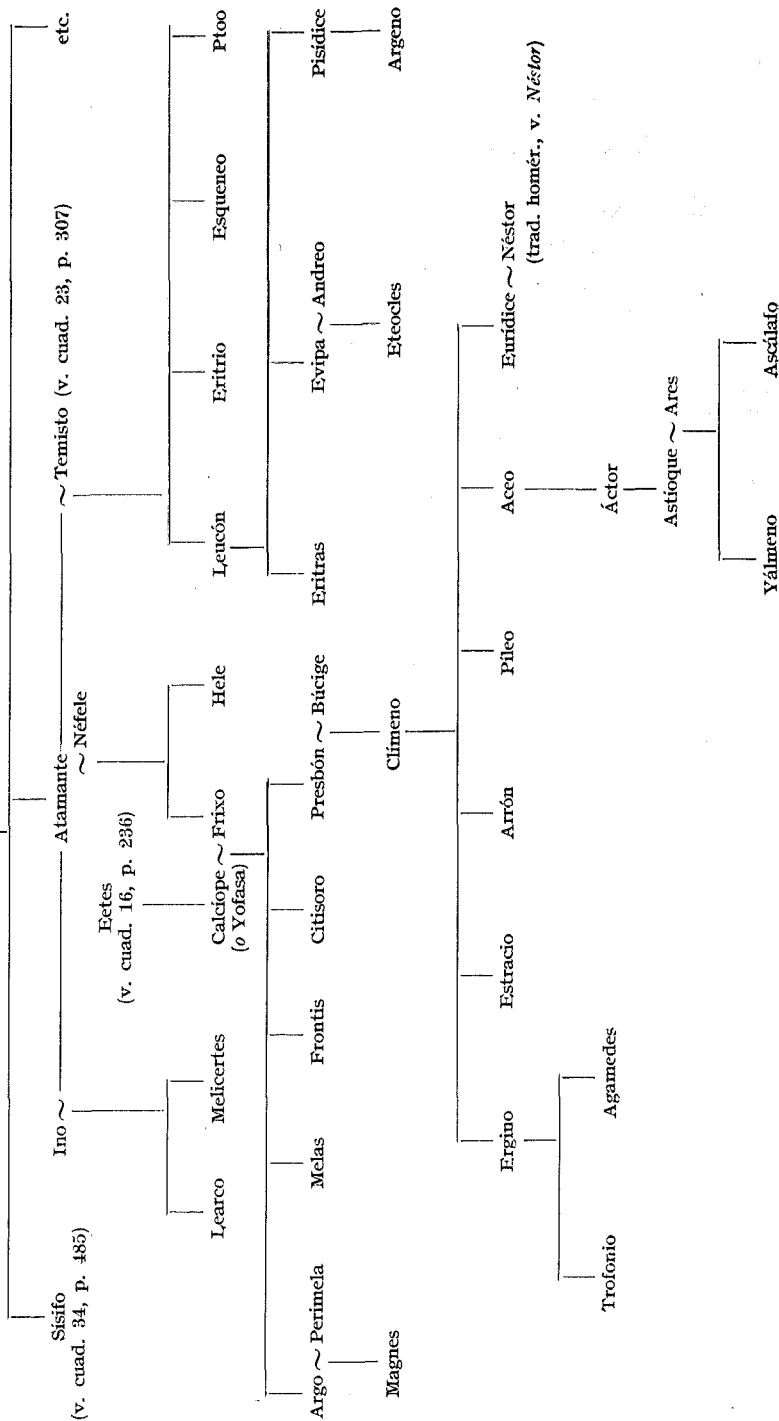 Sísifo Ino ~ Atamante ~ Temisto (v. cuad. 23, p. 307) etc.
(v. cuad. 34, p. 485) ~ Néfele
Eetes
(v. cuad. 16, p. 236)
Learco Melicertes Calcíope ~ Frixo Hele Leucón Eritrio Esqueneo Ptoo
(o Yofasa)
Argo ~ Perimela Melas Frontis Citisoro Presbón ~ Búcige Eritras Evipa ~ Andreo Pisídice
Magnes Clímeno Eteocles Argeno
Ergino Estracio Arrón Píleo Aceo Eurídice ~ Néstor
(trad. homér., v. Néstor)
Trofonio Agamedes Áctor
Astíoque ~ Ares
Yálmeno Ascálafo